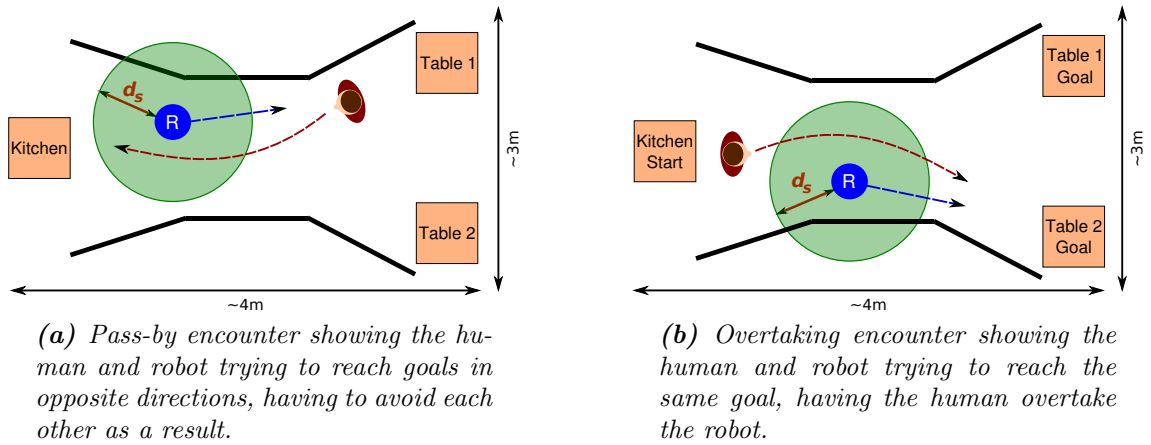 Table 1
d_s
R
Kitchen
~3m
Table 2
~4m
(a) Pass-by encounter showing the hu-
man and robot trying to reach goals in
opposite directions, having to avoid each
other as a result.
Table 1
Goal
Kitchen
Start
~3m
d_s
R
Table 2
Goal
~4m
(b) Overtaking encounter showing the
human and robot trying to reach the
same goal, having the human overtake
the robot.